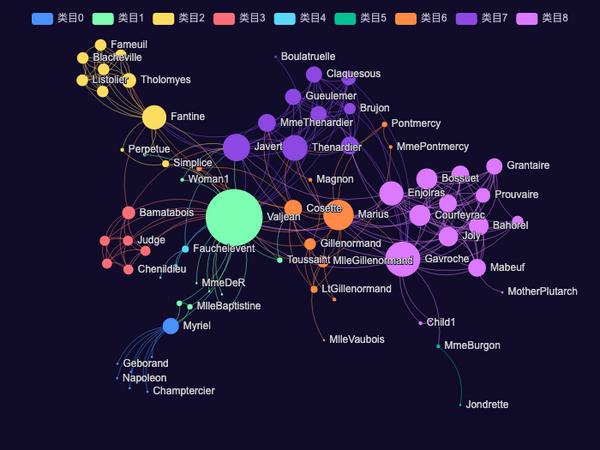 类目0 类目1 类目2 类目3 类目4 类目5 类目6 类目7 类目8
Fameuil
Boulatruelle
Blacheville
Claquesous
Listolier
Tholomyes
Gueulemer
Brujon
Fantine
MmeThenardier
Pontmercy
Perpetue
Javert
Thenardier
MmePontmercy
Simplice
Grantaire
Woman1
Magnon
Bossuet
Enjolras
Prouvaire
Bamatabois
Valjean
Cosette
Marius
Courfeyrac
Bahorel
Judge
Fauchelevent
Gillenormand
Joly
Chenildieu
Toussaint
MlleGillenormand
Gavroche
Mabeuf
MmeDeR
LtGillenormand
MotherPlutarch
MlleBaptistine
Myriel
Child1
MlleVaubois
MmeBurgon
Geborand
Napoleon
Champtercier
Jondrette